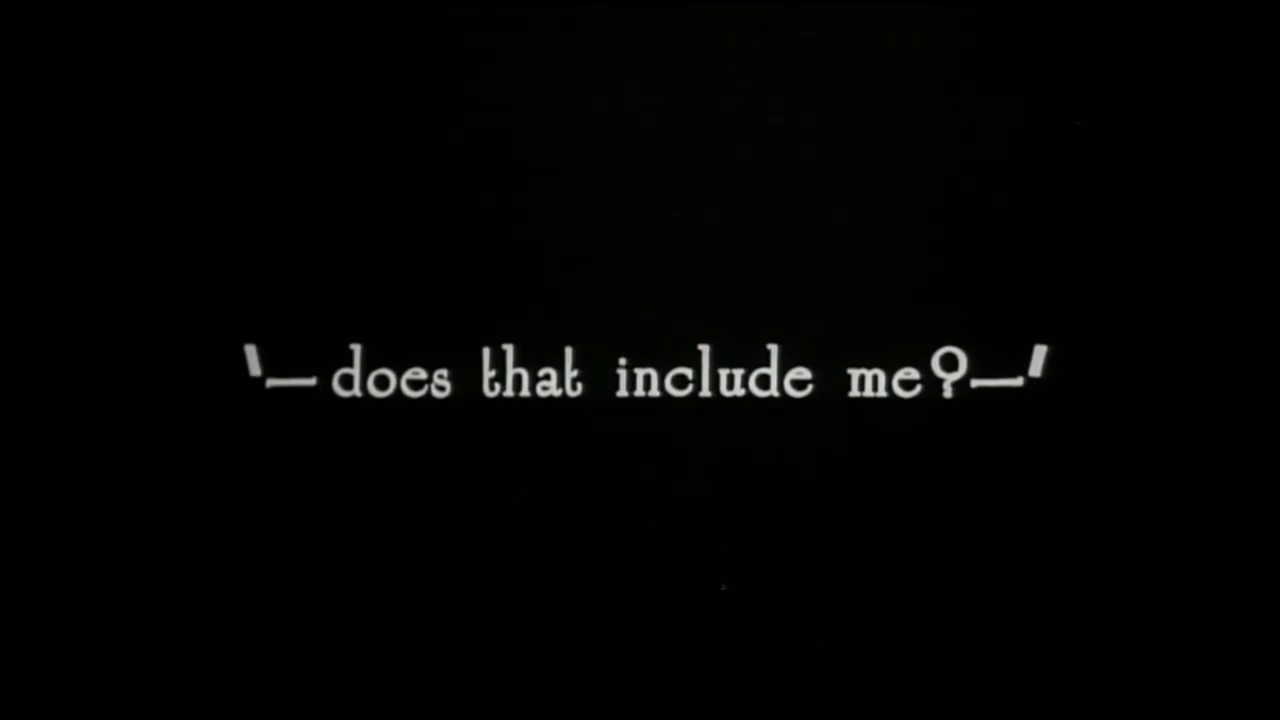 '—does that include me?—'